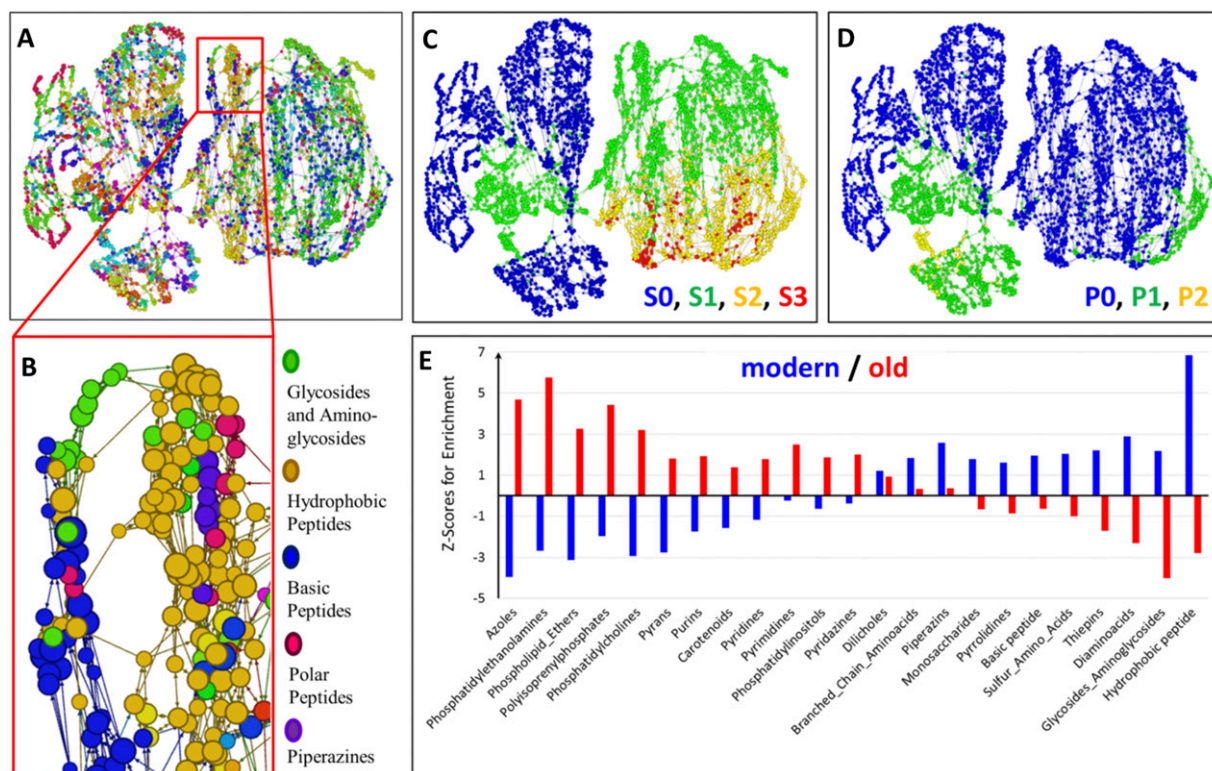 A
C
D
S0, S1, S2, S3
P0, P1, P2
B
Glycosides
and Amino-
glycosides
Hydrophobic
Peptides
Basic
Peptides
Polar
Peptides
Piperazines
E
modern / old
Z-Scores for Enrichment
7
5
3
1
-1
-3
-5
Azoles
Phosphatidylethanolamines
Phospholipid_Ethers
Polyisoprenylphosphates
Phosphatidylcholines
Pyrans
Purins
Carotenoids
Pyridines
Pyrimidines
Phosphatidylinositols
Pyridazines
Dilicholes
Branched_Chain_Aminoacids
Piperazins
Monosaccharides
Pyrrolidines
Basic peptide
Sulfur_Amino_Acids
Thiepins
Diaminoacids
Glycosides_Aminoglycosides
Hydrophobic peptide